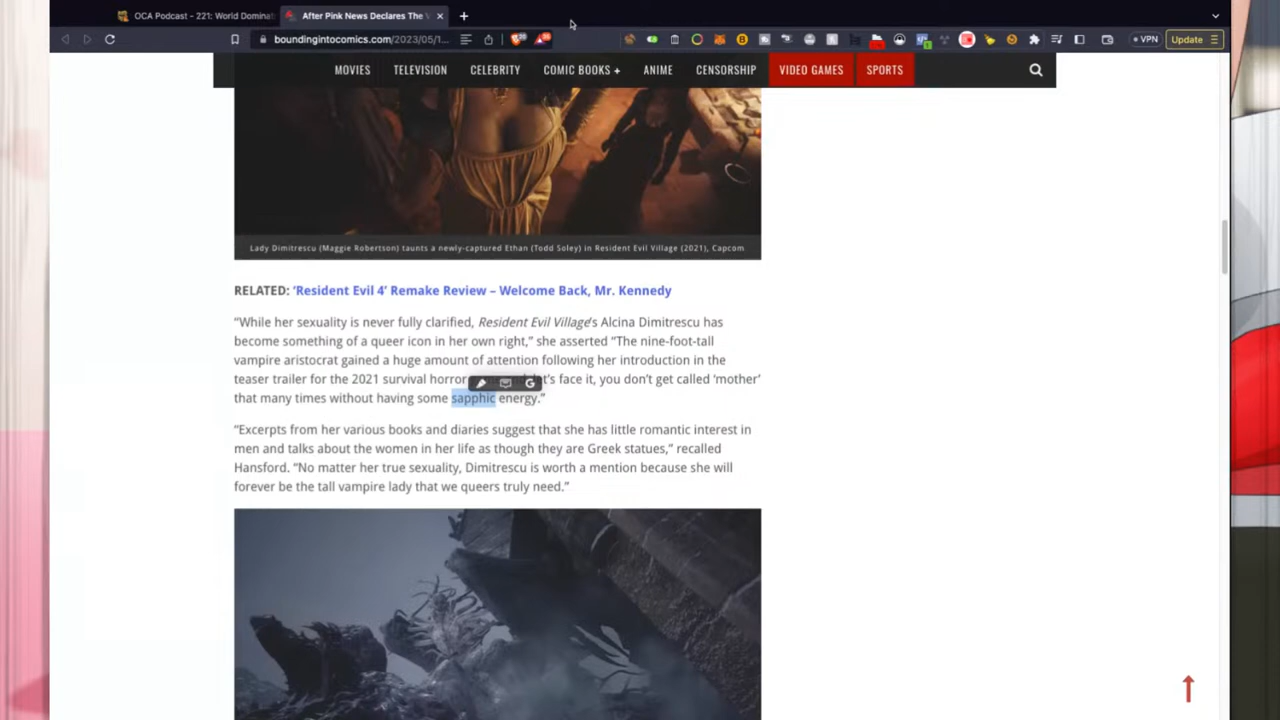 OCA Podcast - 221: World Domina
After Pink News Declares The
boundingintocomics.com/2023/05/1...
VPN
Update
MOVIES
TELEVISION
CELEBRITY
COMIC BOOKS +
ANIME
CENSORSHIP
VIDEO GAMES
SPORTS
Lady Dimitrescu (Maggie Robertson) taunts a newly-captured Ethan (Todd Soley) in Resident Evil Village (2021), Capcom
RELATED: ‘Resident Evil 4’ Remake Review – Welcome Back, Mr. Kennedy
“While her sexuality is never fully clarified, Resident Evil Village’s Alcina Dimitrescu has
become something of a queer icon in her own right,” she asserted “The nine-foot-tall
vampire aristocrat gained a huge amount of attention following her introduction in the
teaser trailer for the 2021 survival horror let’s face it, you don’t get called ‘mother’
that many times without having some sapphic energy.”
“Excerpts from her various books and diaries suggest that she has little romantic interest in
men and talks about the women in her life as though they are Greek statues,” recalled
Hansford. “No matter her true sexuality, Dimitrescu is worth a mention because she will
forever be the tall vampire lady that we queers truly need.”